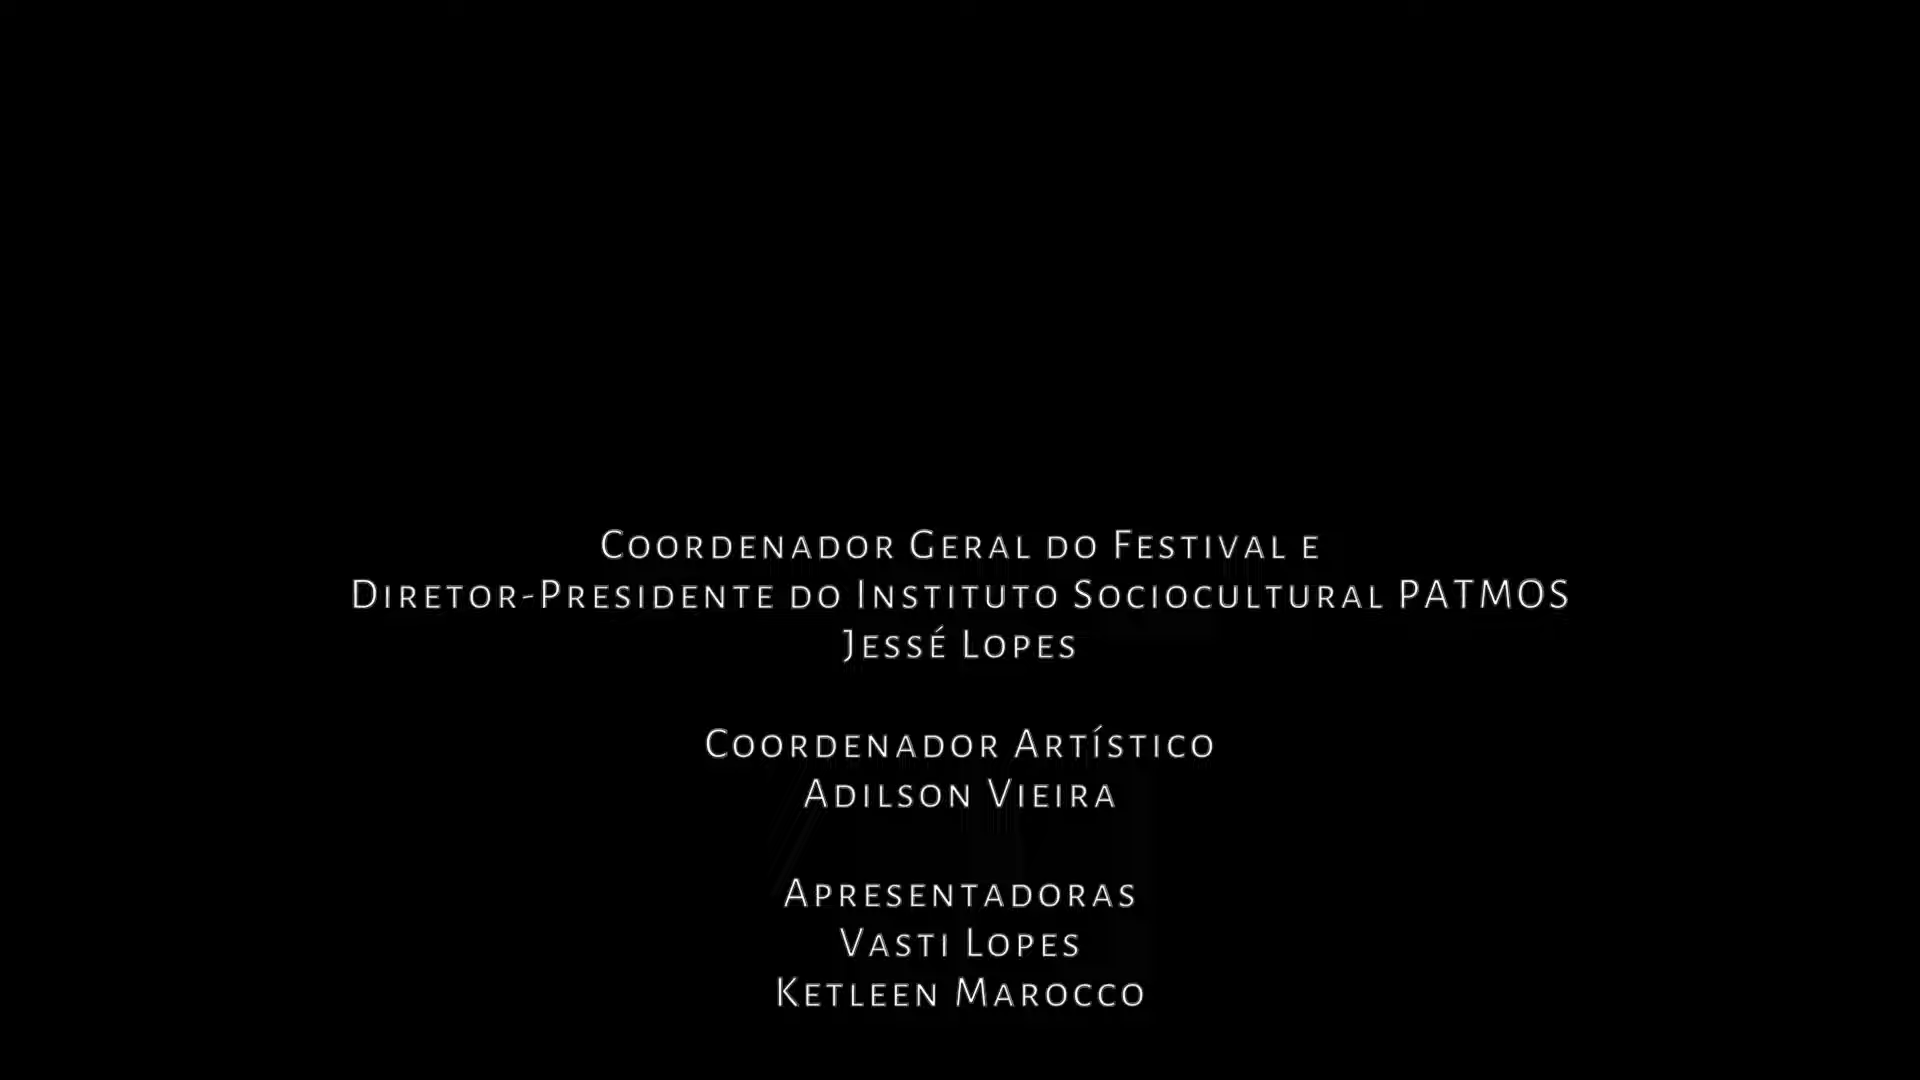 Coordenador Geral do Festival e
Diretor-Presidente do Instituto Sociocultural PATMOS
Jessé Lopes
Coordenador Artístico
Adilson Vieira
Apresentadoras
Vasti Lopes
Ketleen Marocco